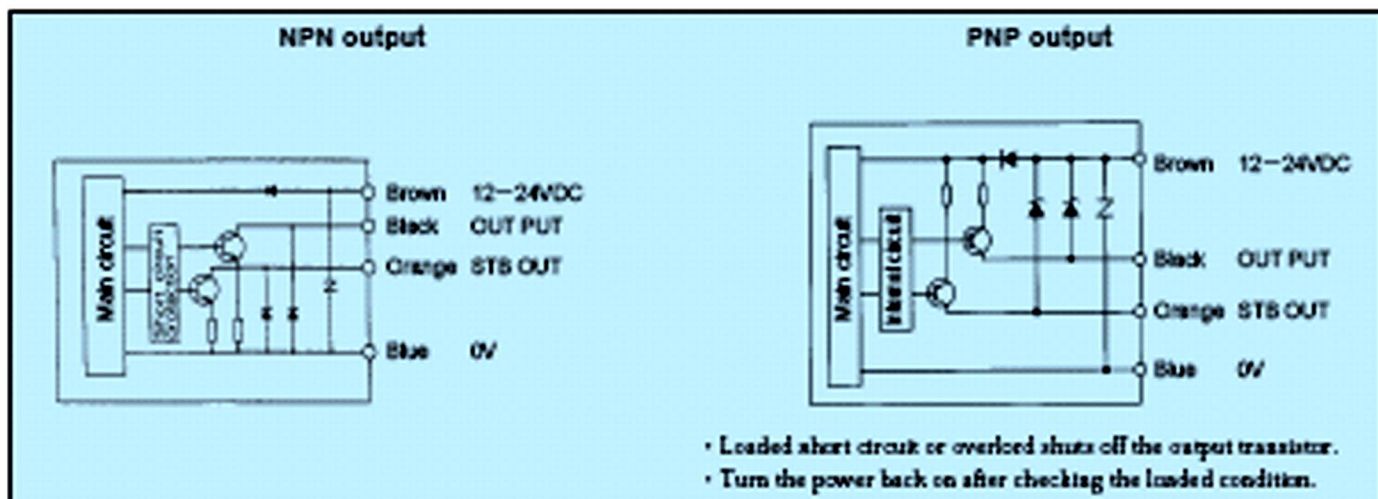 NPN output
Main circuit
Brown 12－24VDC
Black OUT PUT
Orange STB OUT
Blue 0V
PNP output
Main circuit
Internal circuit
Brown 12－24VDC
Black OUT PUT
Orange STB OUT
Blue 0V
・Loaded short circuit or overlord shuts off the output transistor.
・Turn the power back on after checking the loaded condition.